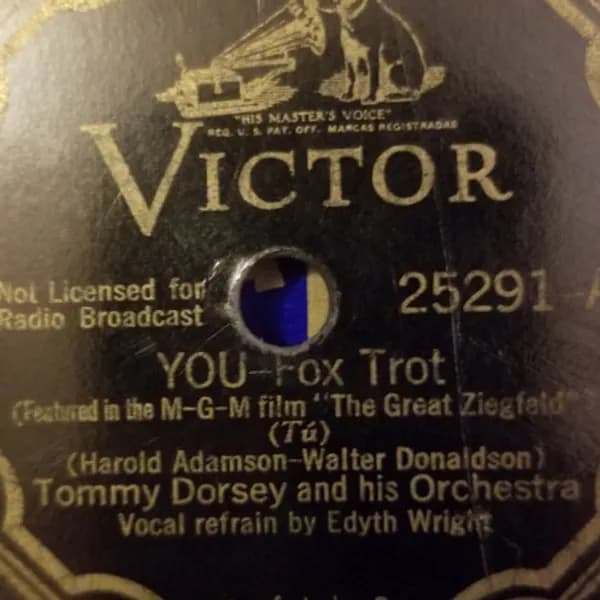 "HIS MASTER'S VOICE"
REG. U. S. PAT. OFF. MARCAS REGISTRADAS
VICTOR
Not Licensed for
Radio Broadcast
25291-A
YOU-Fox Trot
(Featured in the M-G-M film "The Great Ziegfeld")
(Tú)
(Harold Adamson-Walter Donaldson)
Tommy Dorsey and his Orchestra
Vocal refrain by Edyth Wright